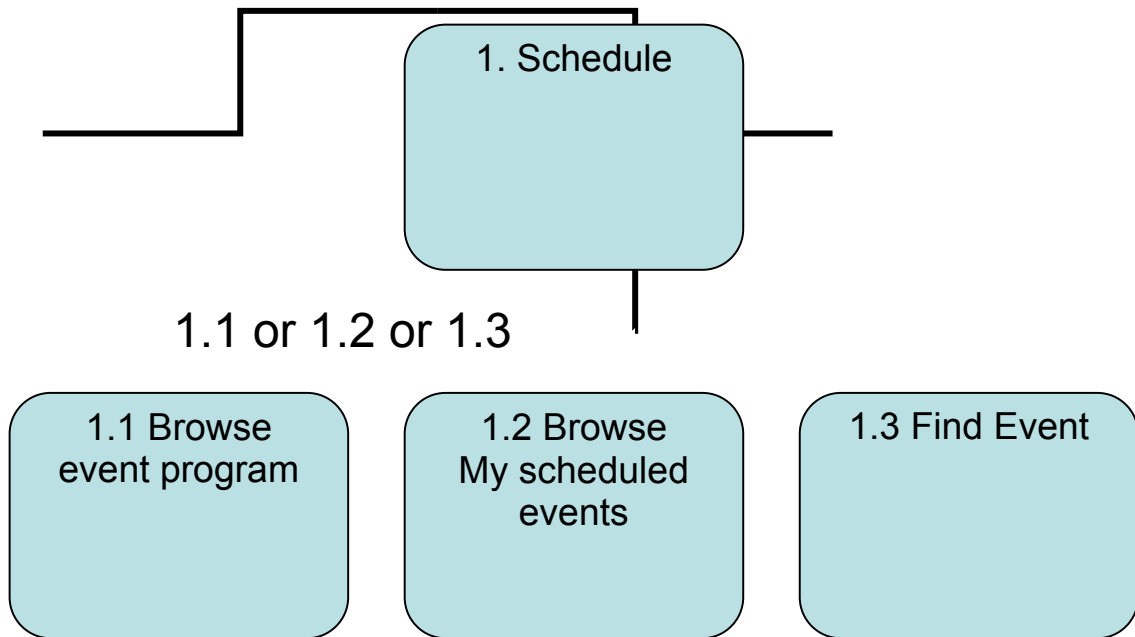 1. Schedule
1.1 or 1.2 or 1.3
1.1 Browse
event program
1.2 Browse
My scheduled
events
1.3 Find Event